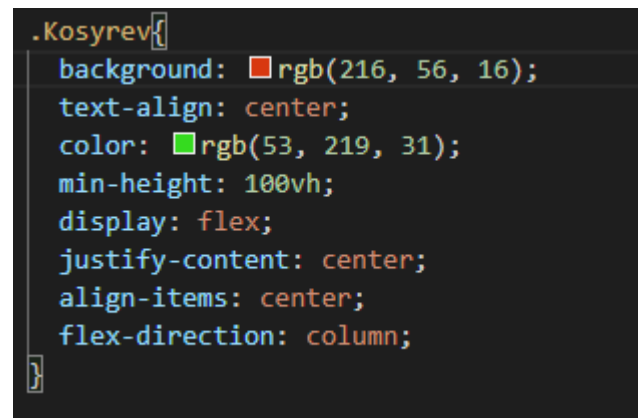 .Kosyrev{
background: rgb(216, 56, 16);
text-align: center;
color: rgb(53, 219, 31);
min-height: 100vh;
display: flex;
justify-content: center;
align-items: center;
flex-direction: column;
}